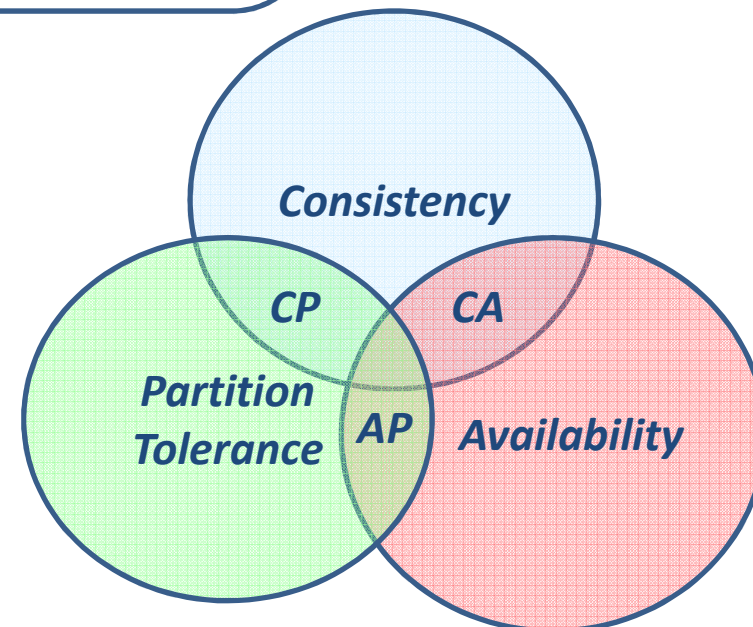 Consistency
CP
CA
Partition
Tolerance
AP
Availability